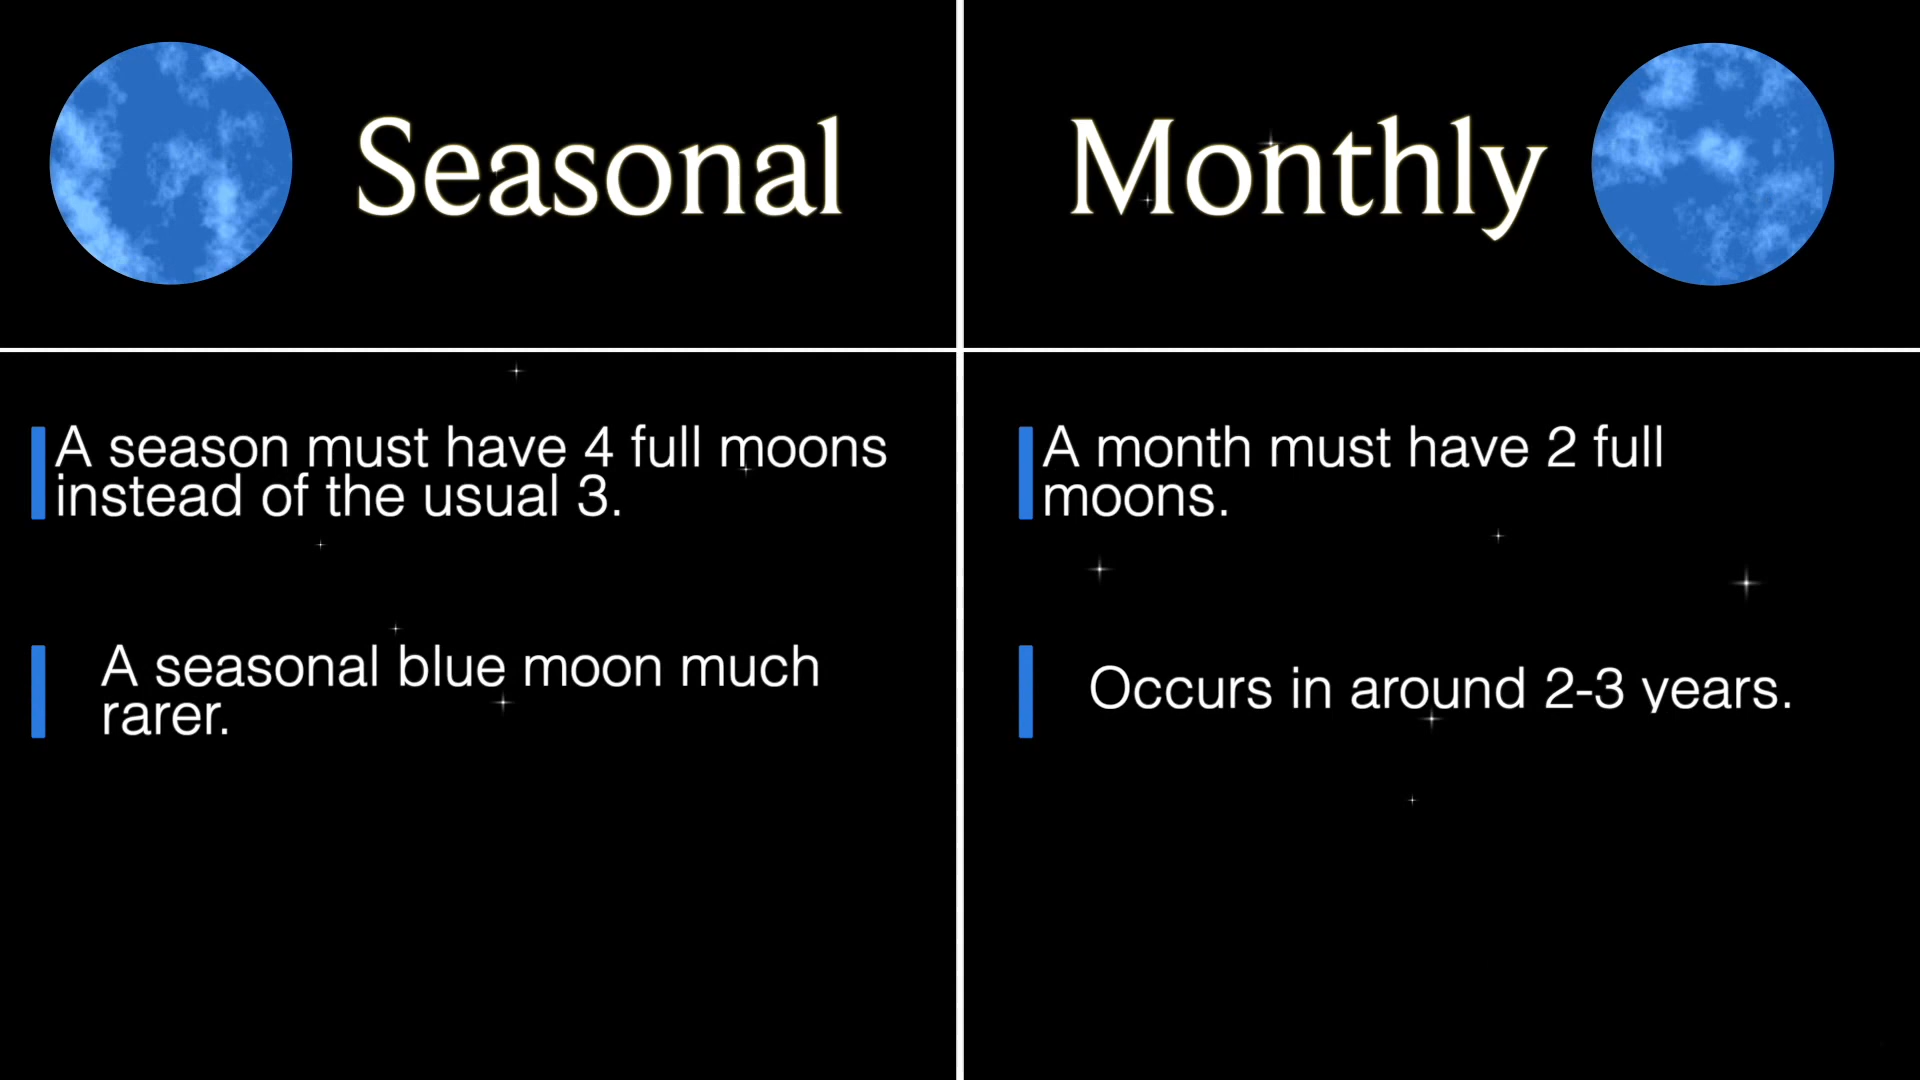 Seasonal
Monthly
A season must have 4 full moons
instead of the usual 3.
A seasonal blue moon much
rarer.
A month must have 2 full
moons.
Occurs in around 2-3 years.